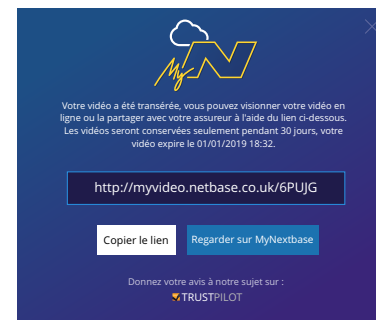 My N
Votre vidéo a été transérée, vous pouvez visionner votre vidéo en
ligne ou la partager avec votre assureur à l'aide du lien ci-dessous.
Les vidéos seront conservées seulement pendant 30 jours, votre
vidéo expire le 01/01/2019 18:32.
http://myvideo.netbase.co.uk/6PUJG
Copier le lien
Regarder sur MyNextbase
Donnez votre avis à notre sujet sur :
TRUSTPILOT